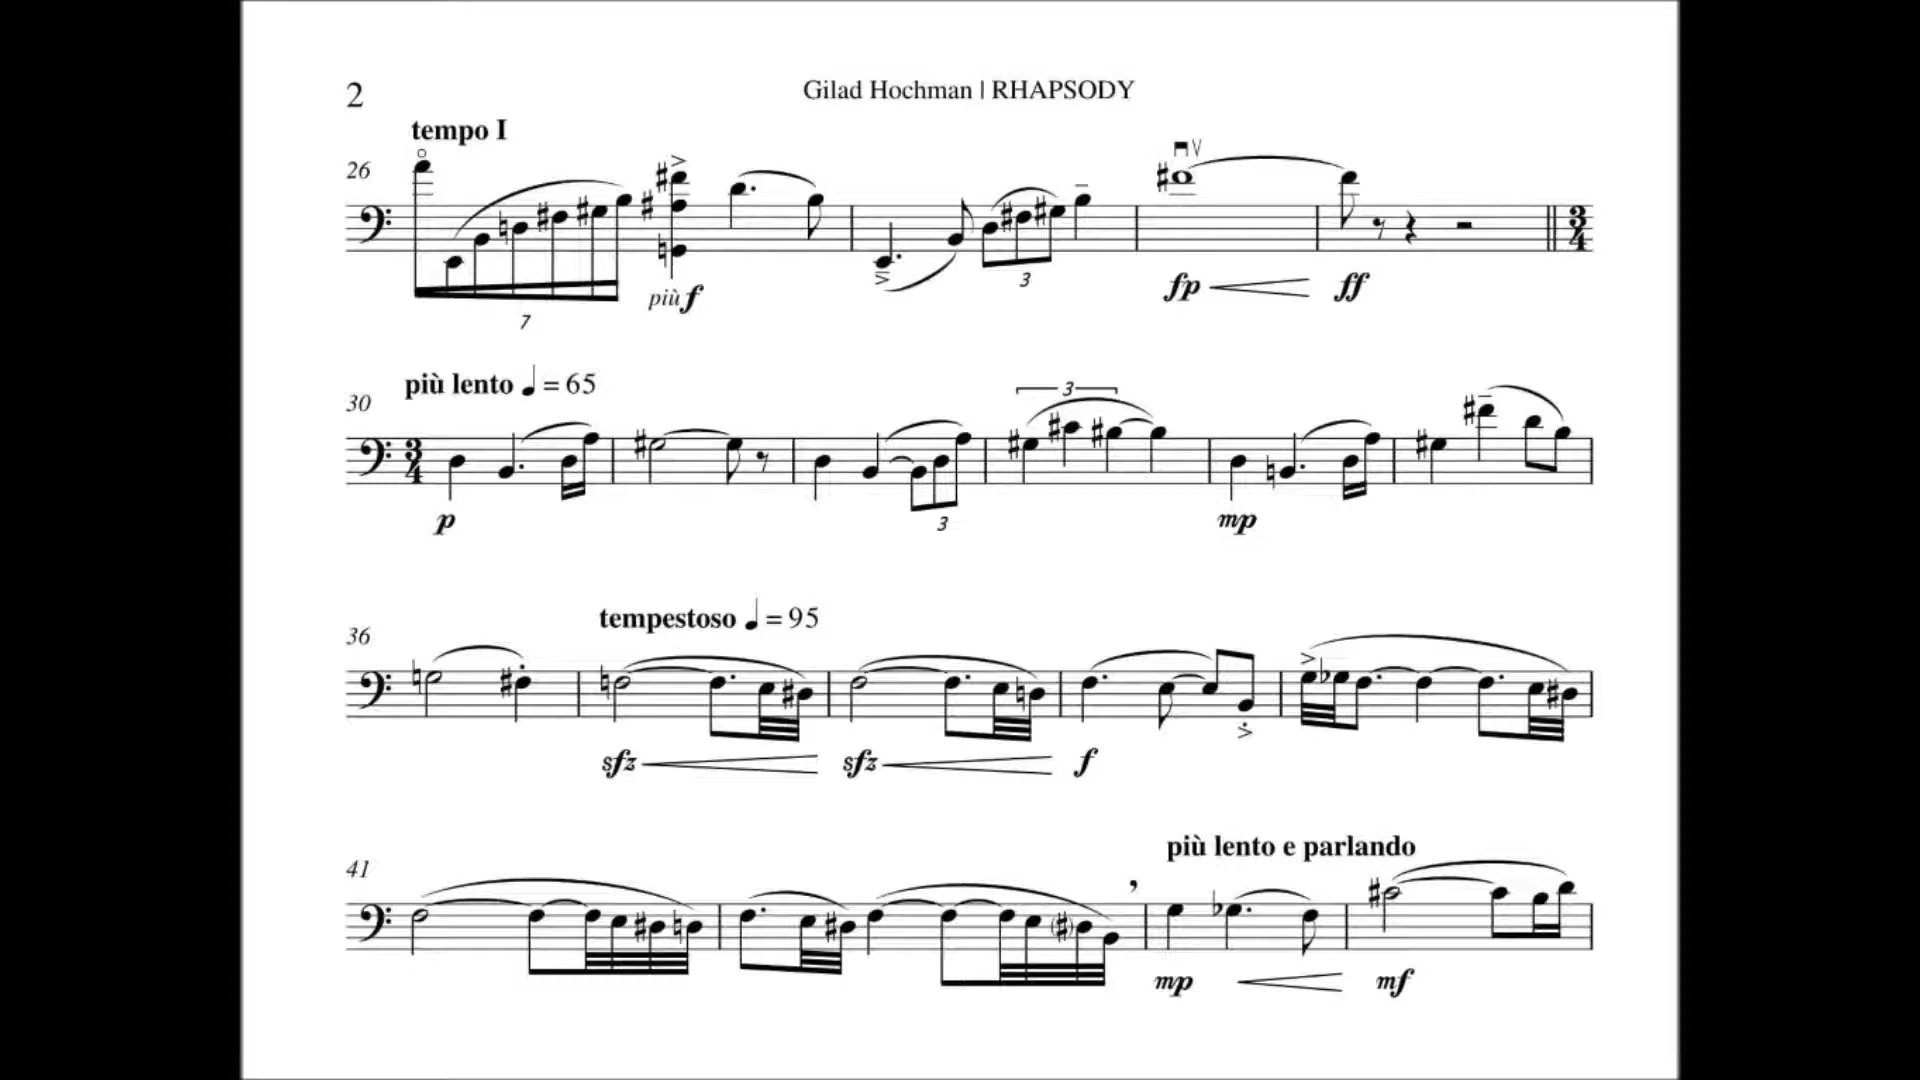 2
Gilad Hochman | RHAPSODY
tempo I
26
7
più f
3
fp
ff
3
4
più lento ♩ = 65
30
3
4
p
3
3
mp
36
tempestoso ♩ = 95
sfz
sfz
f
più lento e parlando
41
mp
mf